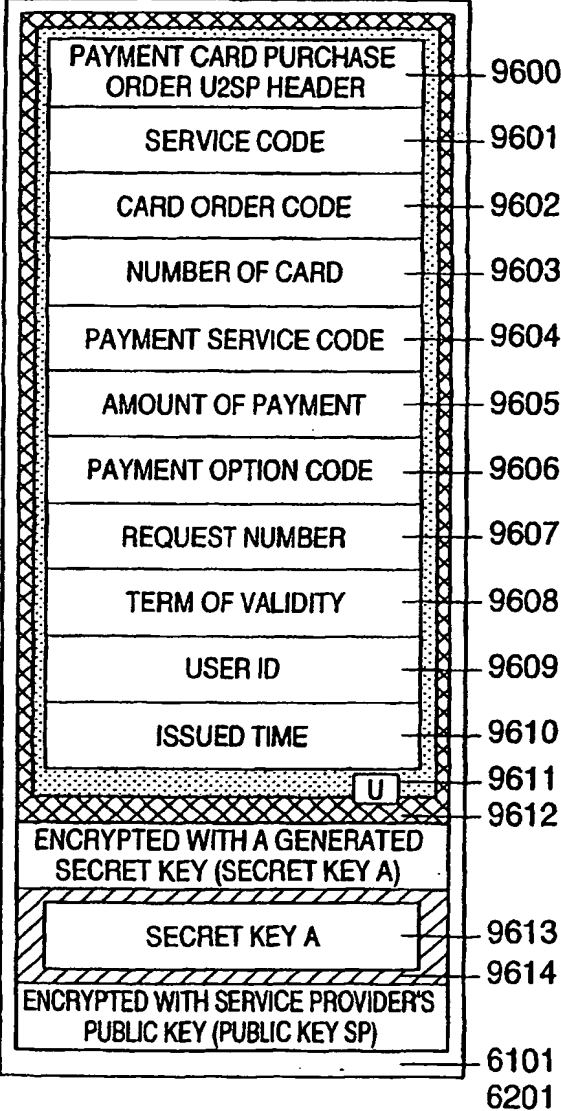 PAYMENT CARD PURCHASE
ORDER U2SP HEADER
9600
SERVICE CODE
9601
CARD ORDER CODE
9602
NUMBER OF CARD
9603
PAYMENT SERVICE CODE
9604
AMOUNT OF PAYMENT
9605
PAYMENT OPTION CODE
9606
REQUEST NUMBER
9607
TERM OF VALIDITY
9608
USER ID
9609
ISSUED TIME
9610
U
9611
9612
ENCRYPTED WITH A GENERATED
SECRET KEY (SECRET KEY A)
SECRET KEY A
9613
9614
ENCRYPTED WITH SERVICE PROVIDER'S
PUBLIC KEY (PUBLIC KEY SP)
6101
6201